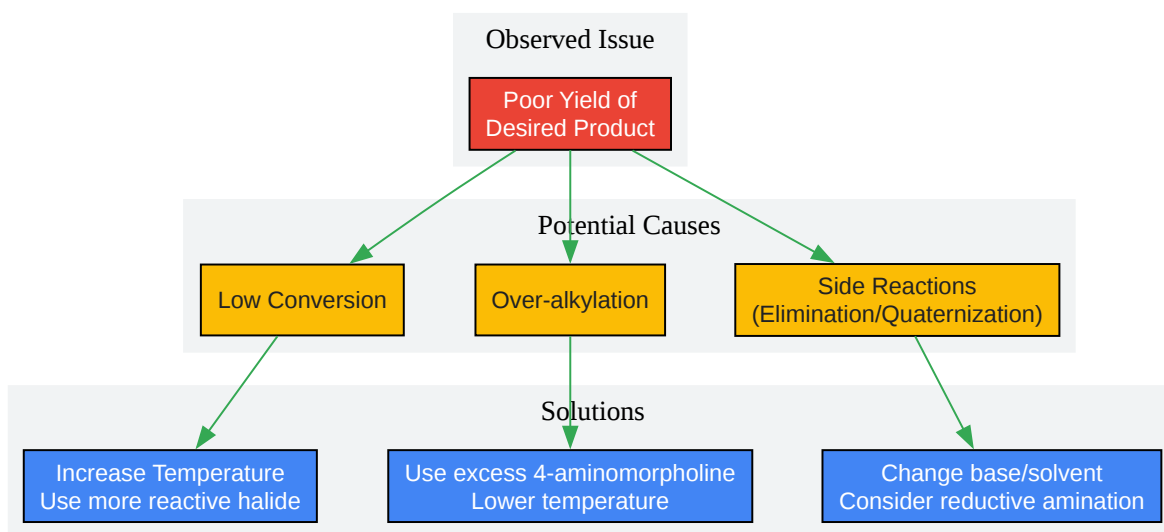 Observed Issue
Poor Yield of
Desired Product
Potential Causes
Low Conversion
Over-alkylation
Side Reactions
(Elimination/Quaternization)
Solutions
Increase Temperature
Use more reactive halide
Use excess 4-aminomorpholine
Lower temperature
Change base/solvent
Consider reductive amination